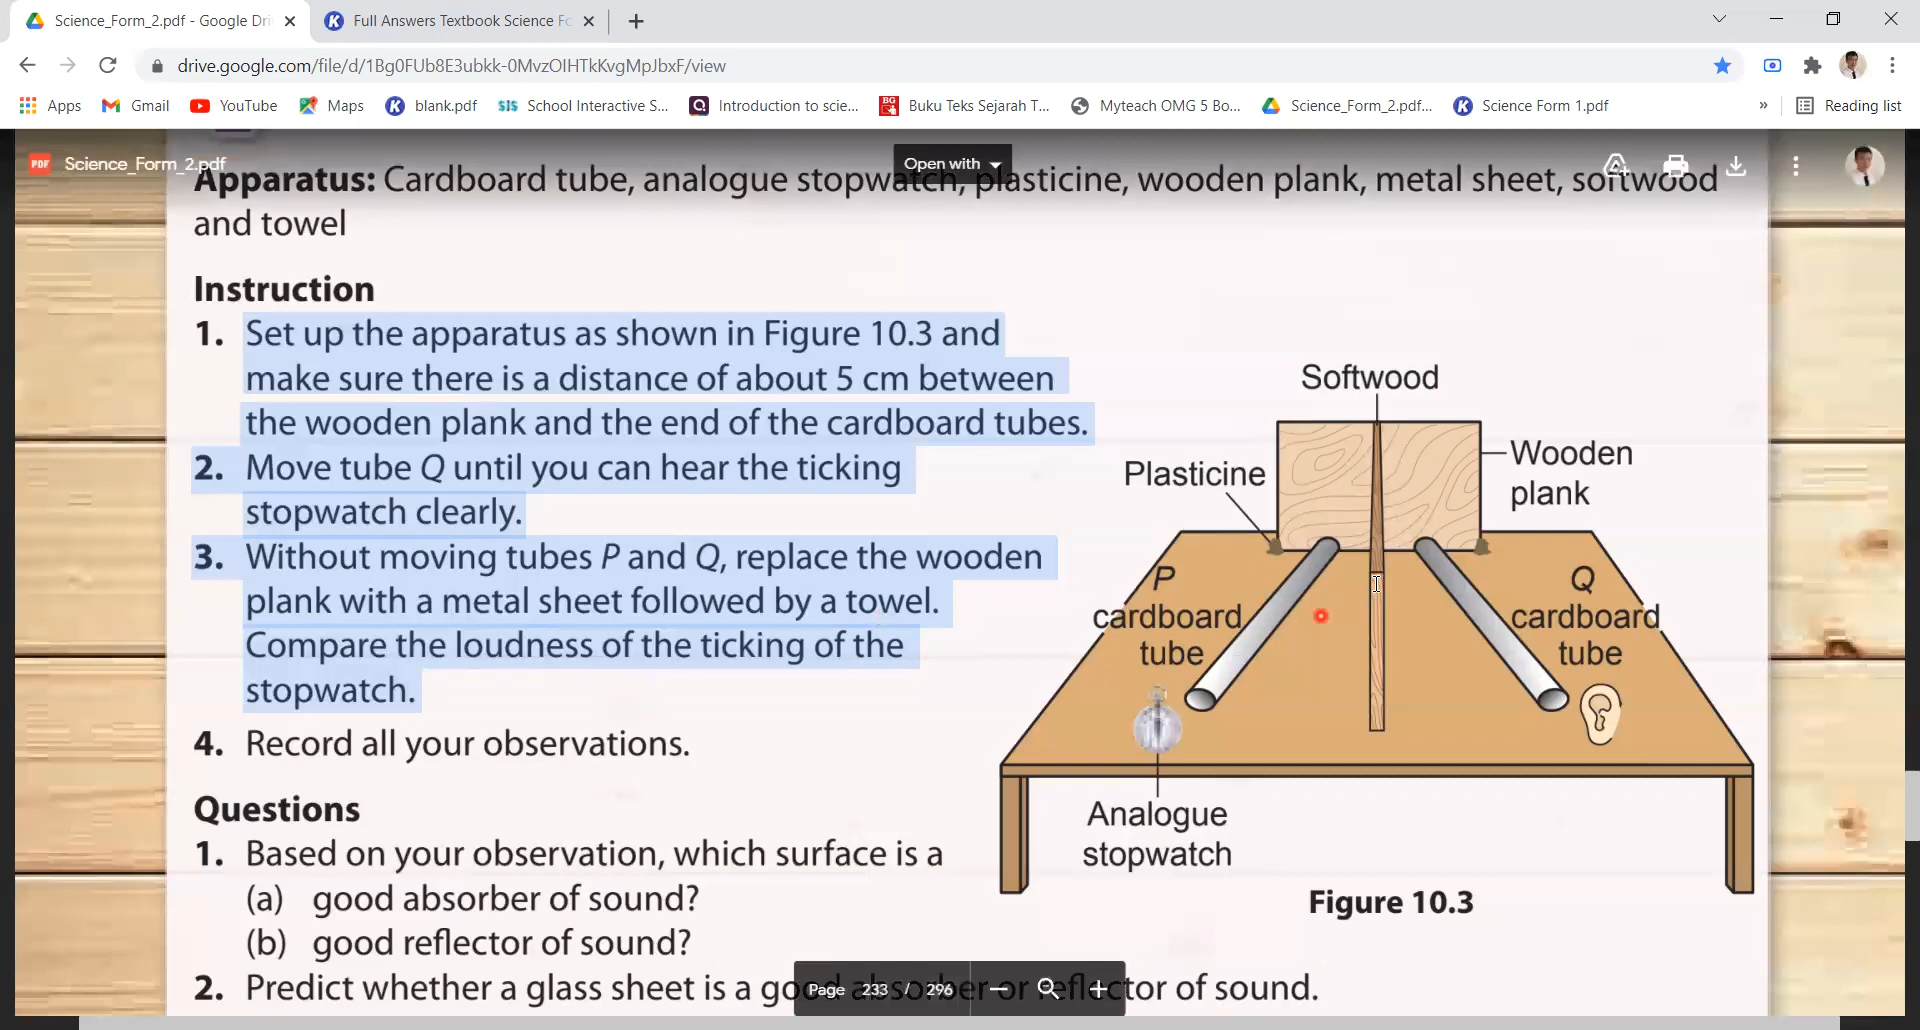 Science_Form_2.pdf - Google Dri
Full Answers Textbook Science Fo
drive.google.com/file/d/1Bg0FUb8E3ubkk-0MvzOIHTkKvgMpJbxF/view
Apps
Gmail
YouTube
Maps
blank.pdf
SIS
School Interactive S...
Introduction to scie...
BG
Buku Teks Sejarah T...
Myteach OMG 5 Bo...
Science_Form_2.pdf...
Science Form 1.pdf
»
Reading list
PDF
Science_Form_2.pdf
Open with
Apparatus: Cardboard tube, analogue stopwatch, plasticine, wooden plank, metal sheet, softwood
and towel
Instruction
1. Set up the apparatus as shown in Figure 10.3 and
make sure there is a distance of about 5 cm between
the wooden plank and the end of the cardboard tubes.
2. Move tube Q until you can hear the ticking
stopwatch clearly.
3. Without moving tubes P and Q, replace the wooden
plank with a metal sheet followed by a towel.
Compare the loudness of the ticking of the
stopwatch.
4. Record all your observations.
Softwood
Plasticine
Wooden
plank
P
cardboard
tube
Q
cardboard
tube
Analogue
stopwatch
Figure 10.3
Questions
1. Based on your observation, which surface is a
(a) good absorber of sound?
(b) good reflector of sound?
2. Predict whether a glass sheet is a good absorber or reflector of sound.
Page 233 / 296